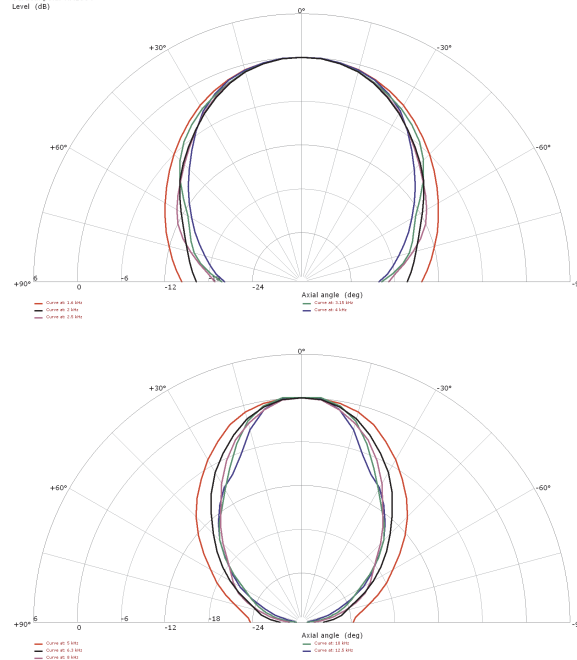 Level (dB)
0°
+30°
-30°
+60°
-60°
+90°
6
0
-6
-12
-24
Axial angle (deg)
Curve at: 1.6 kHz
Curve at: 2 kHz
Curve at: 2.5 kHz
Curve at: 3.15 kHz
Curve at: 4 kHz
0°
+30°
-30°
+60°
-60°
+90°
6
0
-6
-12
-18
-24
Axial angle (deg)
Curve at: 5 kHz
Curve at: 6.3 kHz
Curve at: 8 kHz
Curve at: 10 kHz
Curve at: 12.5 kHz